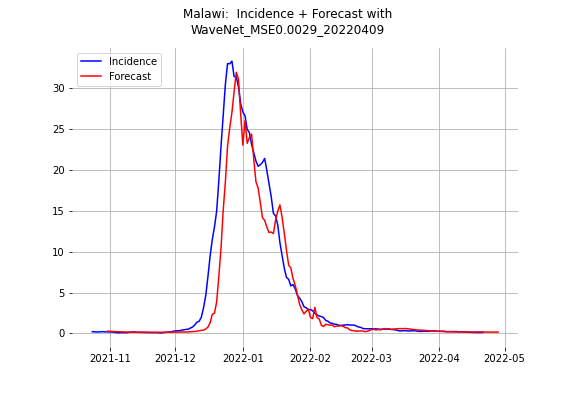 Malawi:  Incidence + Forecast with
WaveNet_MSE0.0029_20220409
Incidence
Forecast
30
25
20
15
10
5
0
2021-11 2021-12 2022-01 2022-02 2022-03 2022-04 2022-05